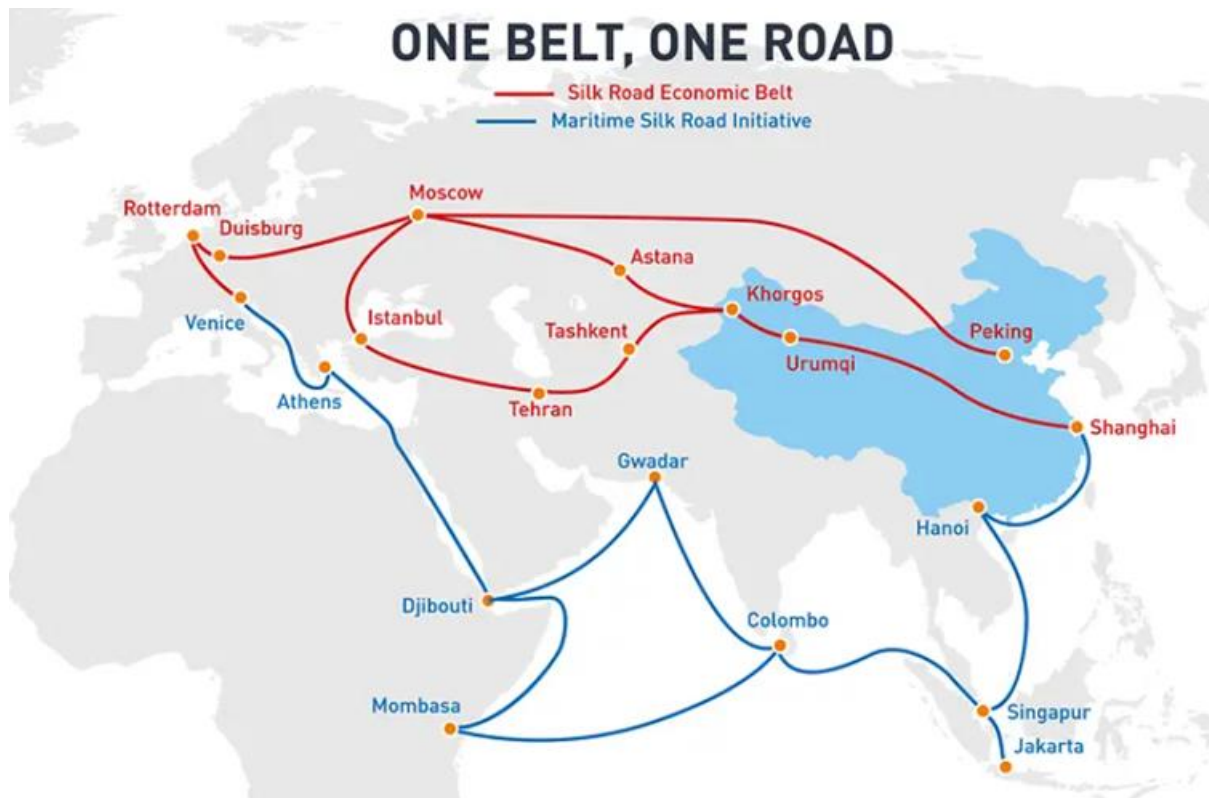 ONE BELT, ONE ROAD
Silk Road Economic Belt
Maritime Silk Road Initiative
Moscow
Rotterdam
Duisburg
Astana
Khorgos
Venice
Istanbul
Tashkent
Peking
Urumqi
Athens
Tehran
Shanghai
Gwadar
Hanoi
Djibouti
Colombo
Mombasa
Singapur
Jakarta